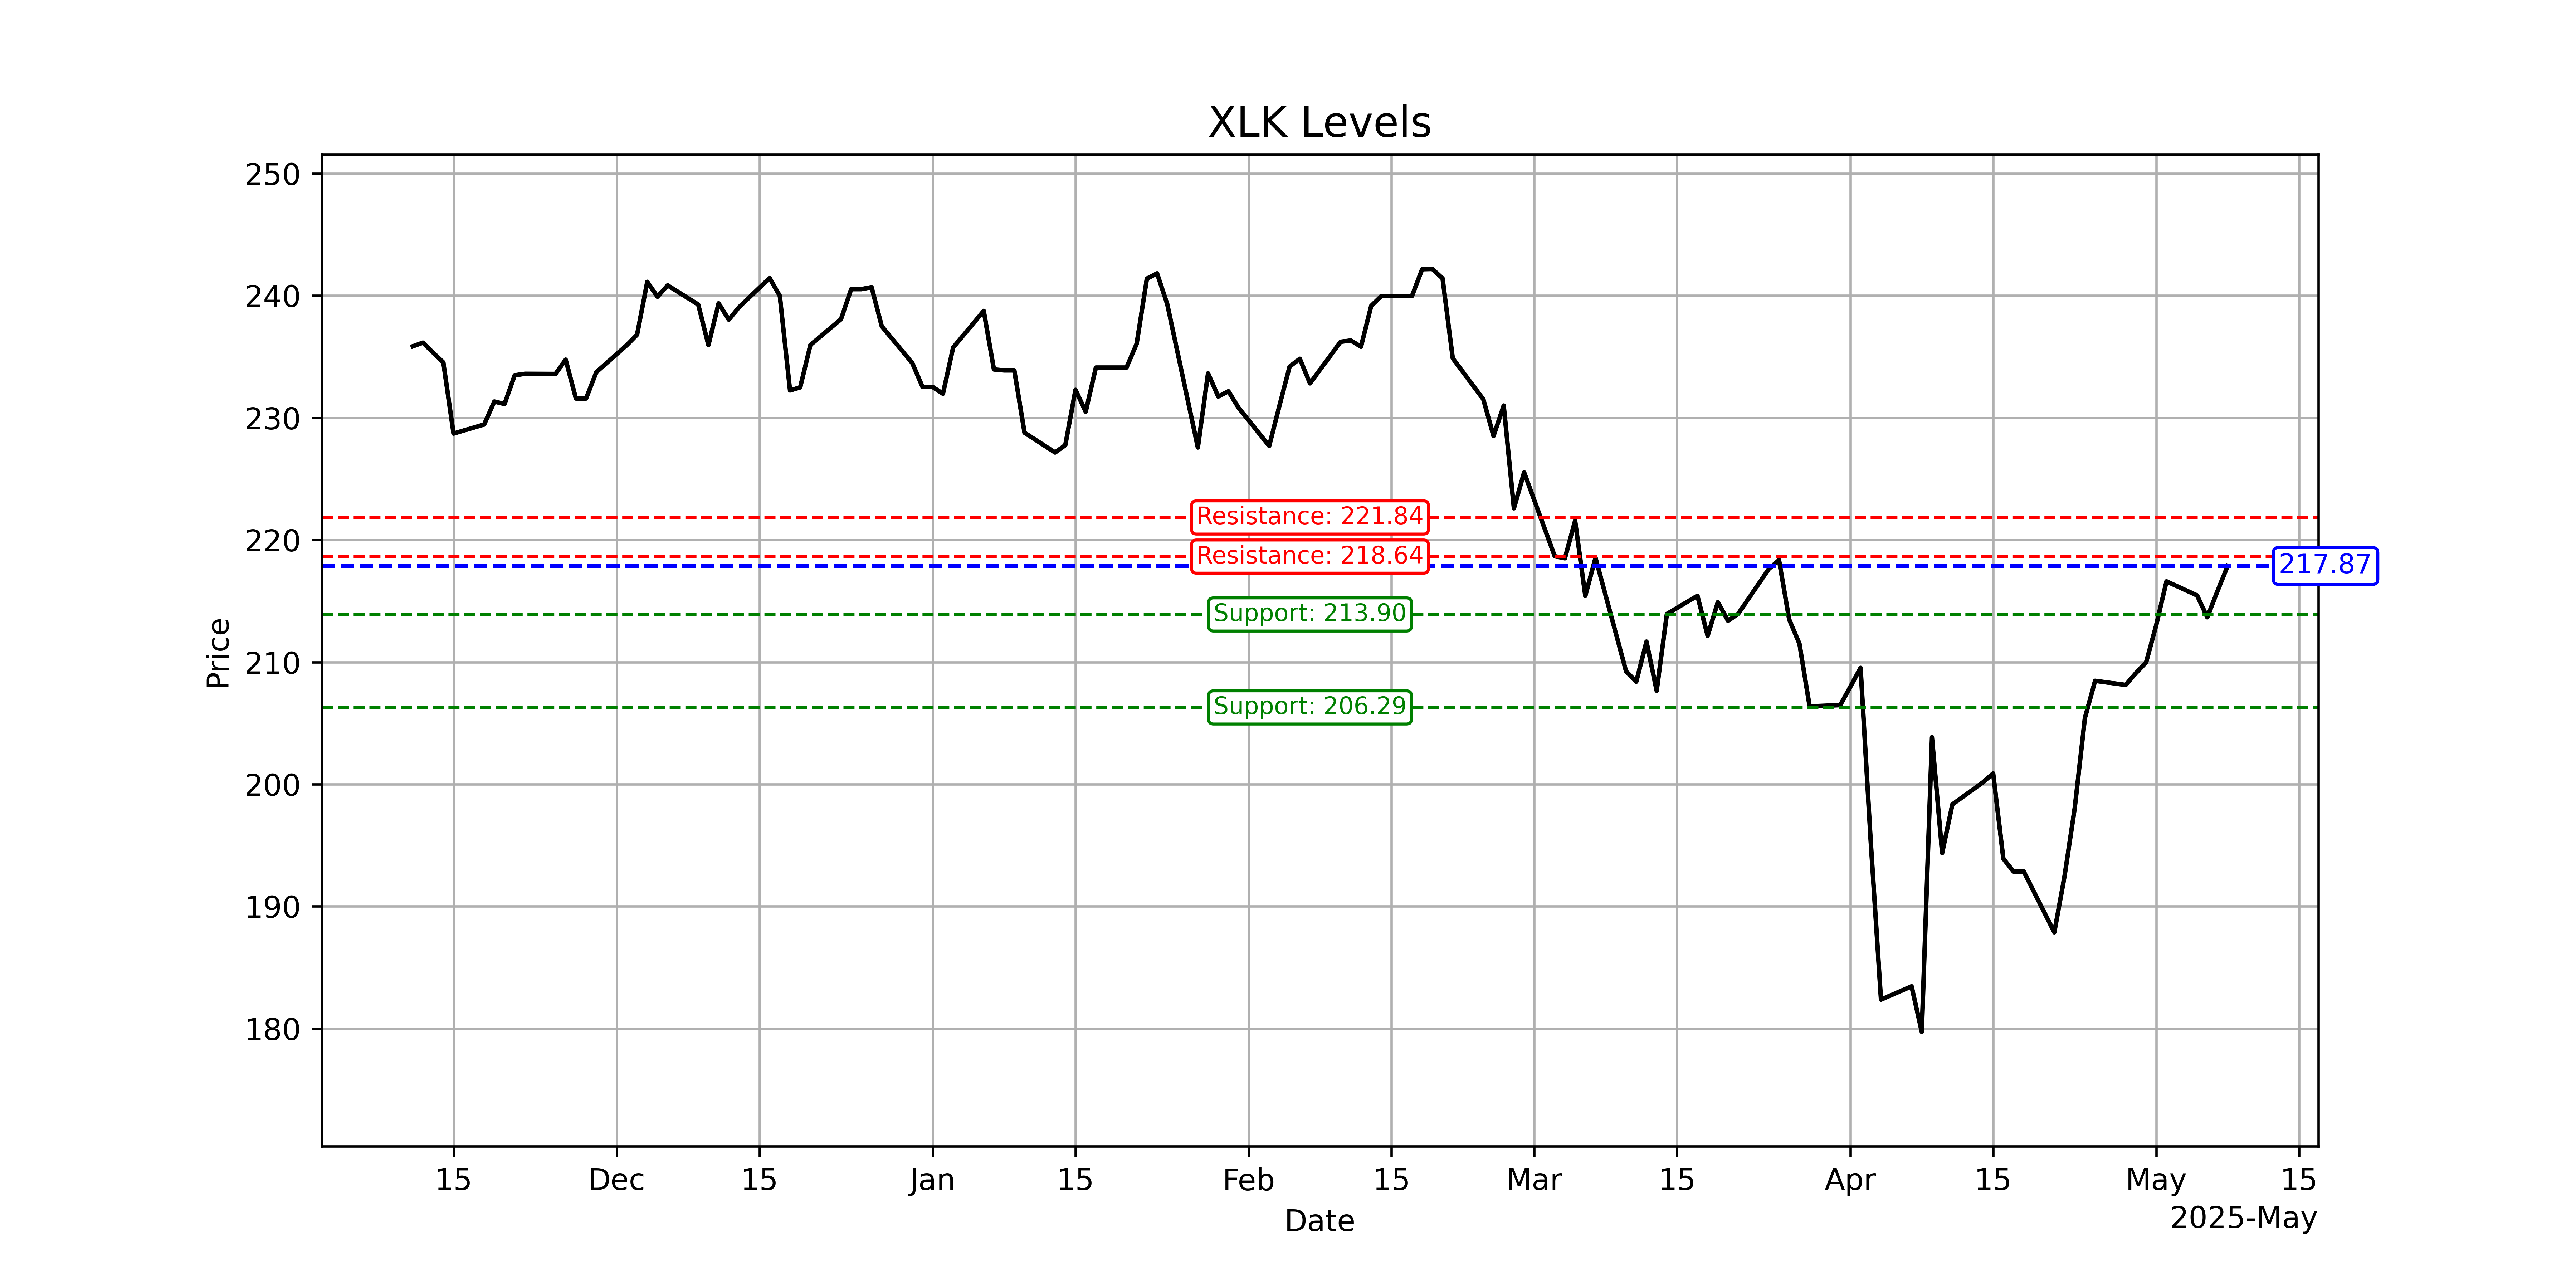 XLK Levels
250
240
230
220
210
200
190
180
Price
Resistance: 221.84
Resistance: 218.64
217.87
Support: 213.90
Support: 206.29
15 Dec 15 Jan 15 Feb 15 Mar 15 Apr 15 May 15
Date
2025-May